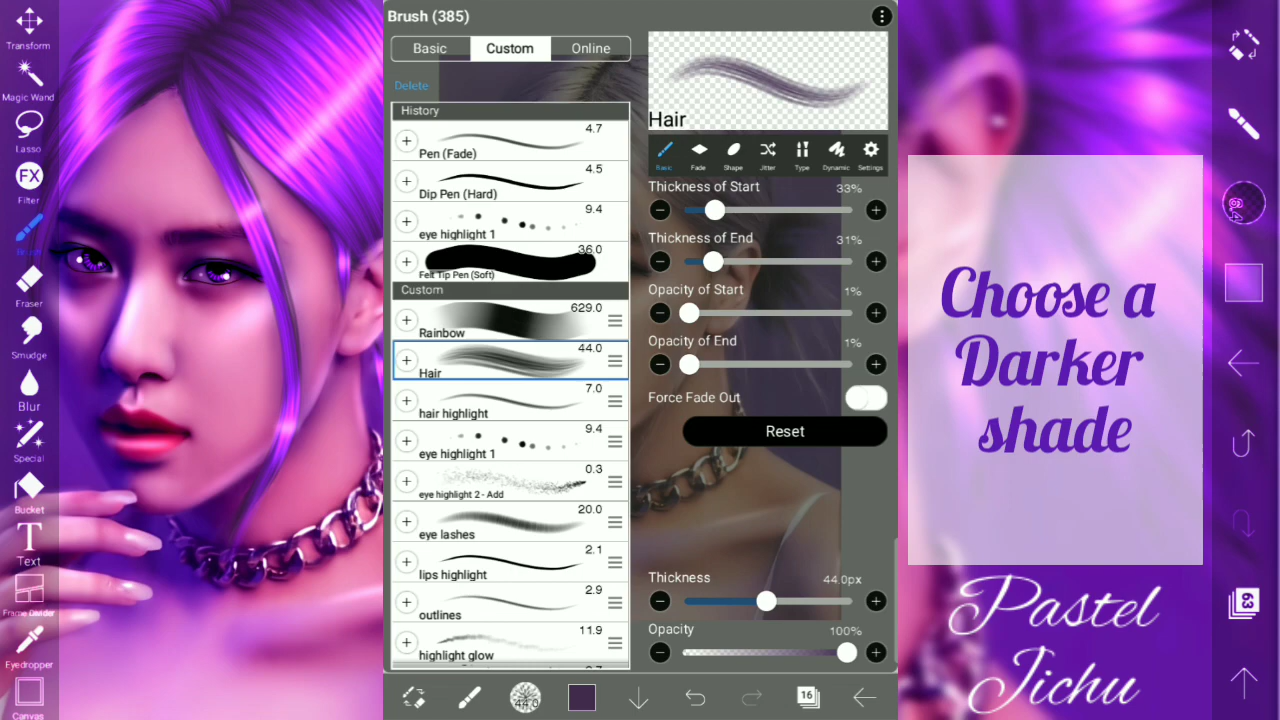 Transform
Magic Wand
Lasso
FX
Filter
Brush
Eraser
Smudge
Blur
Special
Bucket
T
Text
Frame Divider
Eyedropper
Canvas
Brush (385)
Basic
Custom
Online
Delete
History
4.7
Pen (Fade)
4.5
Dip Pen (Hard)
9.4
eye highlight 1
36.0
Felt Tip Pen (Soft)
Custom
629.0
Rainbow
44.0
Hair
7.0
hair highlight
9.4
eye highlight 1
0.3
eye highlight 2 - Add
20.0
eye lashes
2.1
lips highlight
2.9
outlines
11.9
highlight glow
Hair
Basic
Fade
Shape
Jitter
Type
Dynamic
Settings
Thickness of Start
33%
Thickness of End
31%
Opacity of Start
1%
Opacity of End
1%
Force Fade Out
Reset
Thickness
44.0px
Opacity
100%
44.0
16
Choose a
Darker
shade
Pastel
Jichu
63